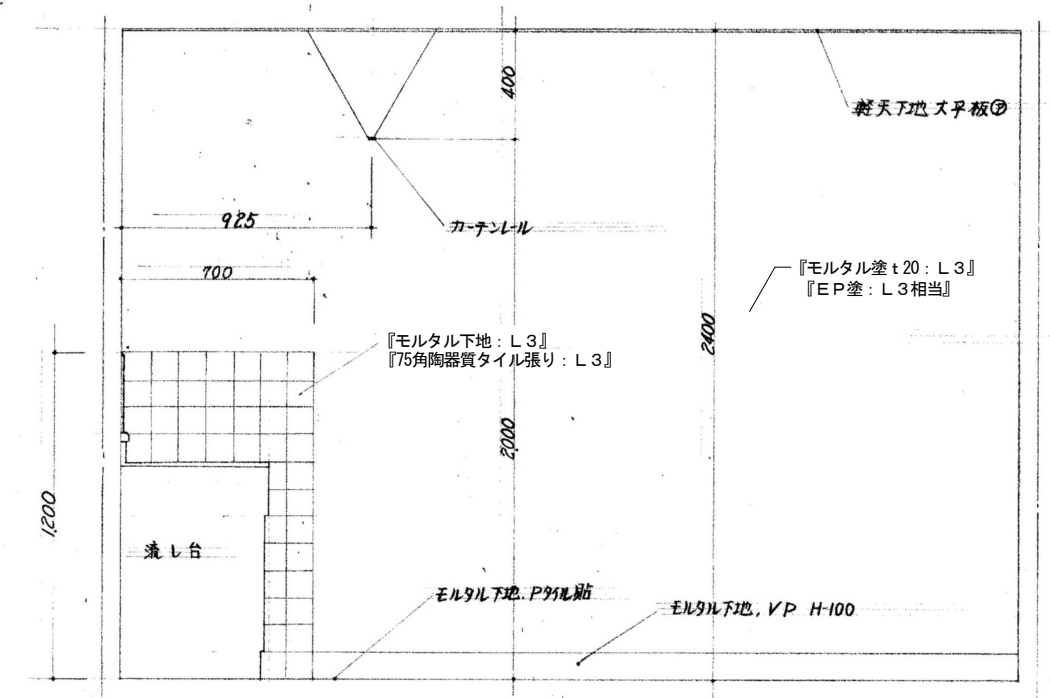 400
軽天下地 大平板㋐
925
カーテンレール
700
『モルタル塗ｔ20：Ｌ３』
『ＥＰ塗：Ｌ３相当』
2400
『モルタル下地：Ｌ３』
『75角陶器質タイル張り：Ｌ３』
2000
1200
流し台
モルタル下地.Pタイル貼
モルタル下地, VP H-100